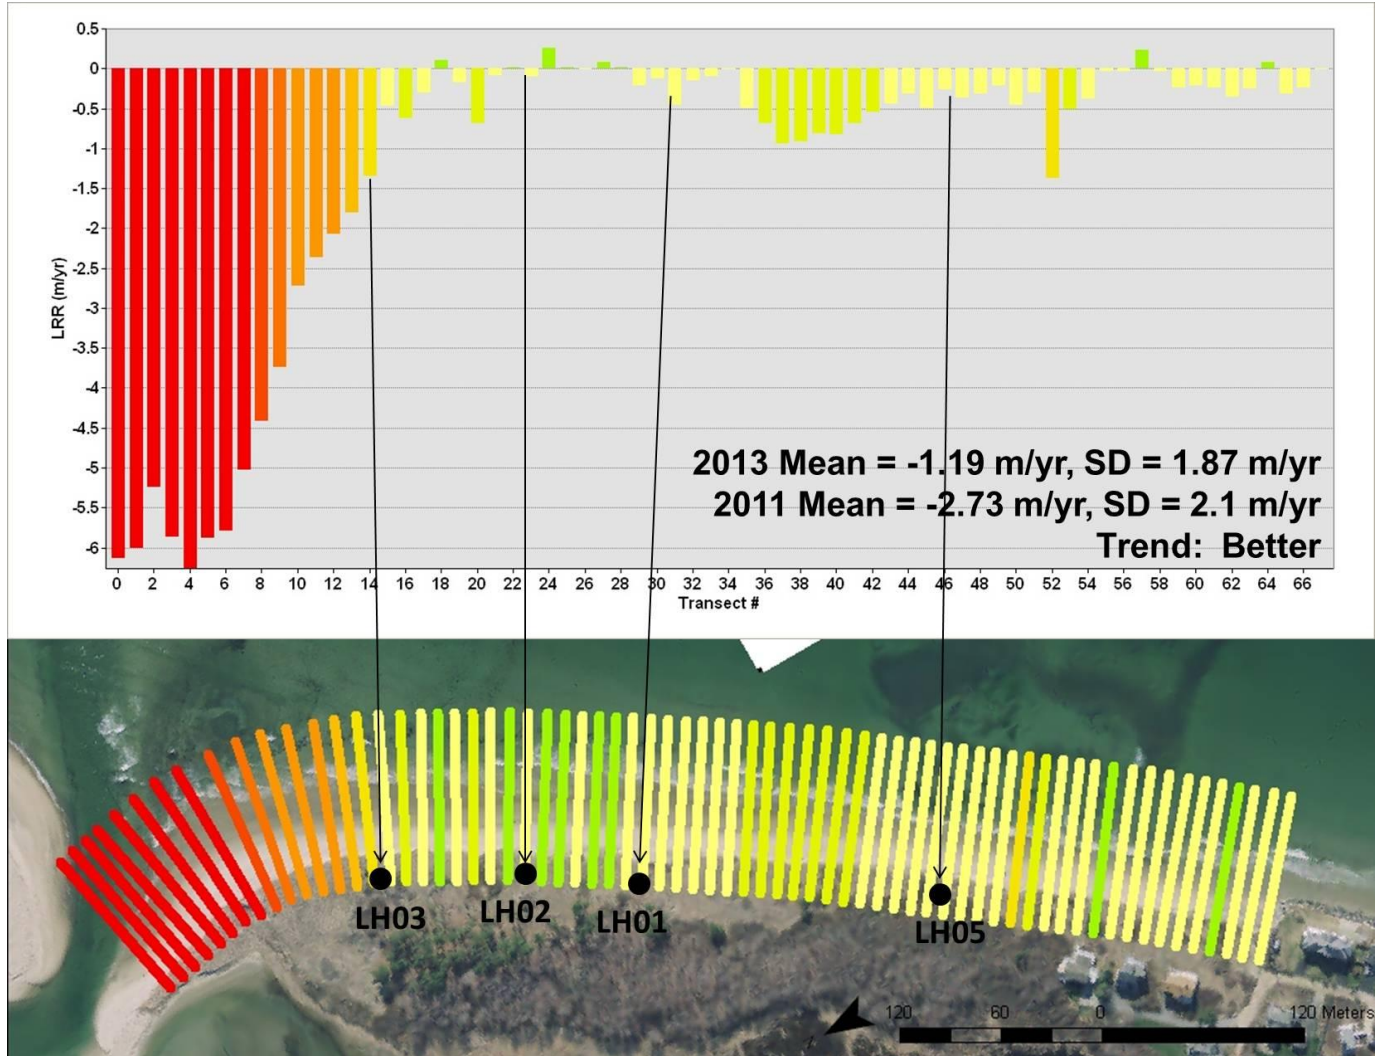 0.5
0
-0.5
-1
-1.5
-2
-2.5
-3
-3.5
-4
-4.5
-5
-5.5
-6
LRR (m/yr)
2013 Mean = -1.19 m/yr, SD = 1.87 m/yr
2011 Mean = -2.73 m/yr, SD = 2.1 m/yr
Trend: Better
0 2 4 6 8 10 12 14 16 18 20 22 24 26 28 30 32 34 36 38 40 42 44 46 48 50 52 54 56 58 60 62 64 66
Transect #
LH03 LH02 LH01 LH05
120 60 0 120 Meters